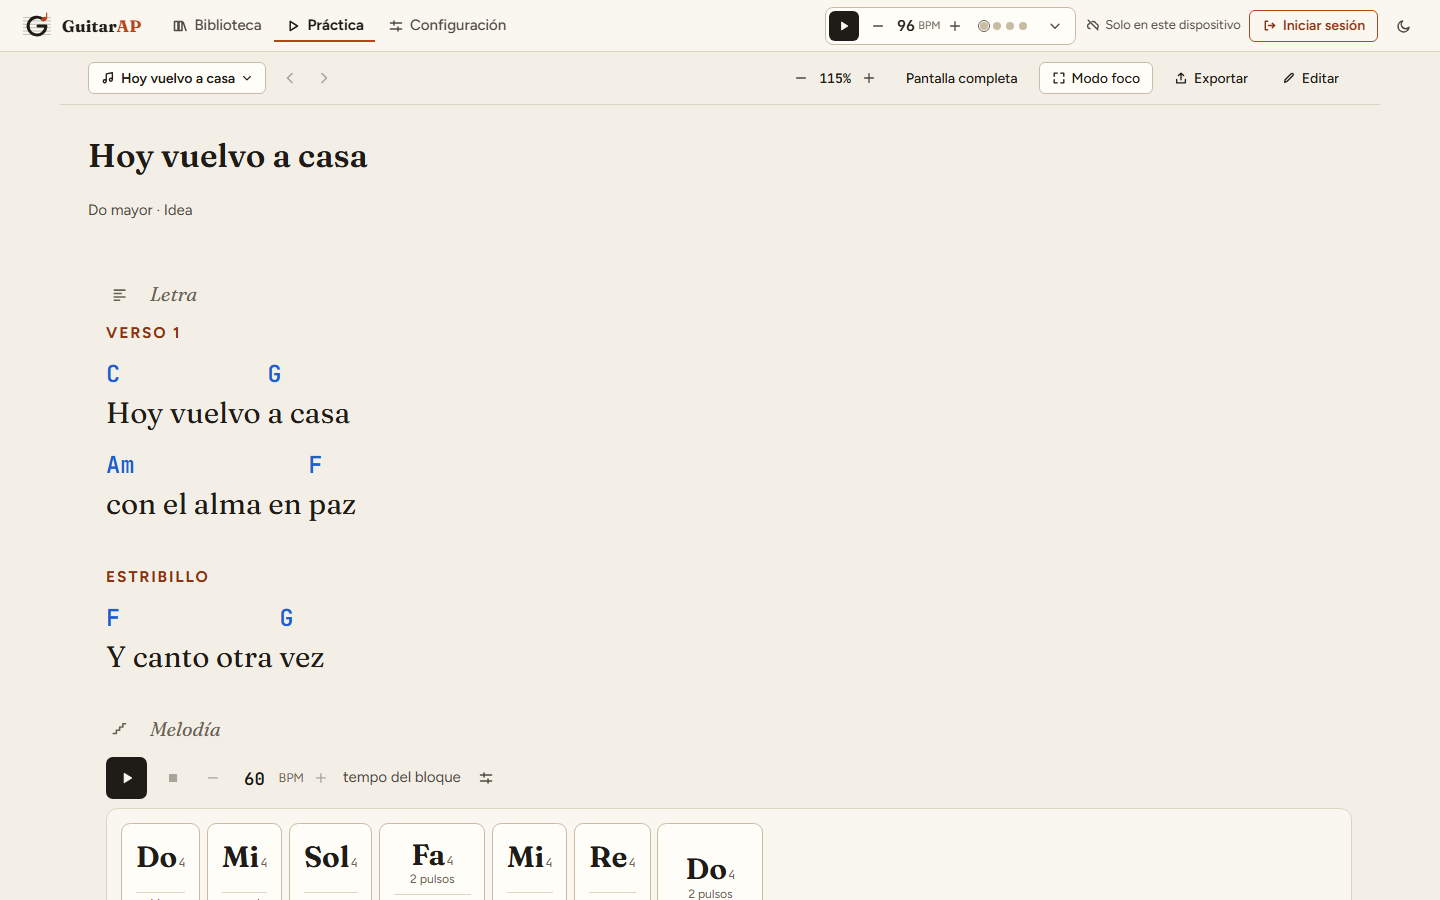 GuitarAP Biblioteca Práctica Configuración 96 BPM Solo en este dispositivo Iniciar sesión
Hoy vuelvo a casa 115% Pantalla completa Modo foco Exportar Editar
Hoy vuelvo a casa
Do mayor · Idea
Letra
VERSO 1
C G
Hoy vuelvo a casa
Am F
con el alma en paz
ESTRIBILLO
F G
Y canto otra vez
Melodía
60 BPM tempo del bloque
Do4 Mi4 Sol4 Fa4 Mi4 Re4 Do4
2 pulsos 2 pulsos